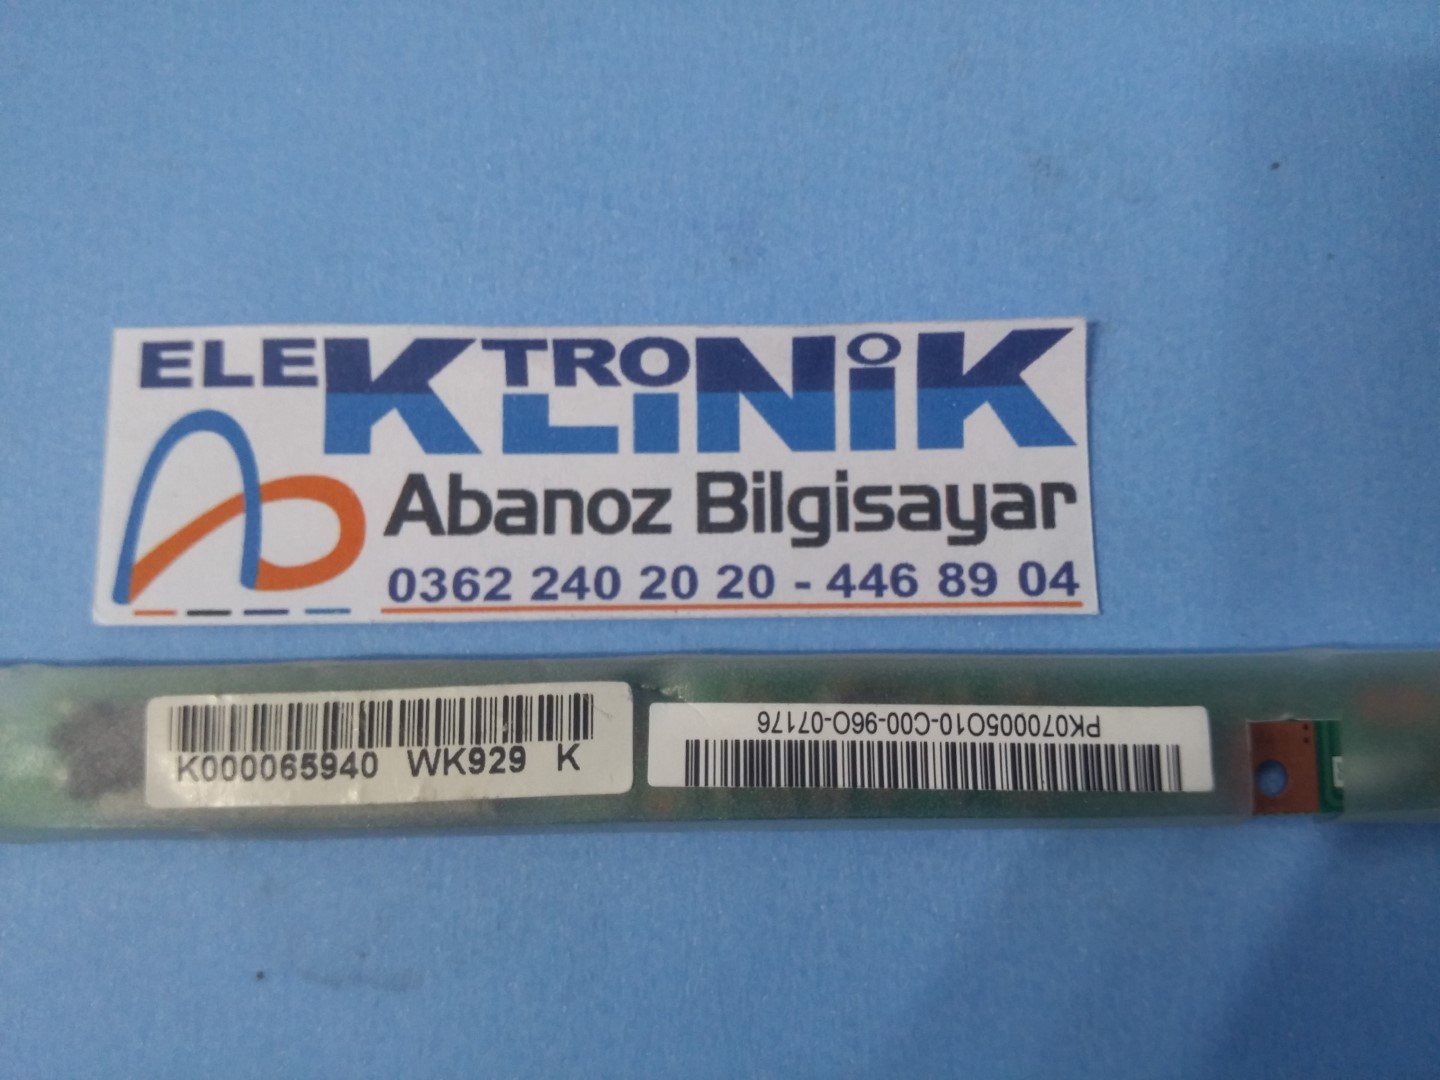 ELEKTRONİK
KLİNİK
Abanoz Bilgisayar
0362 240 20 20 - 446 89 04
K000065940 WK929 K
PK070005O10-C00-96O-07176